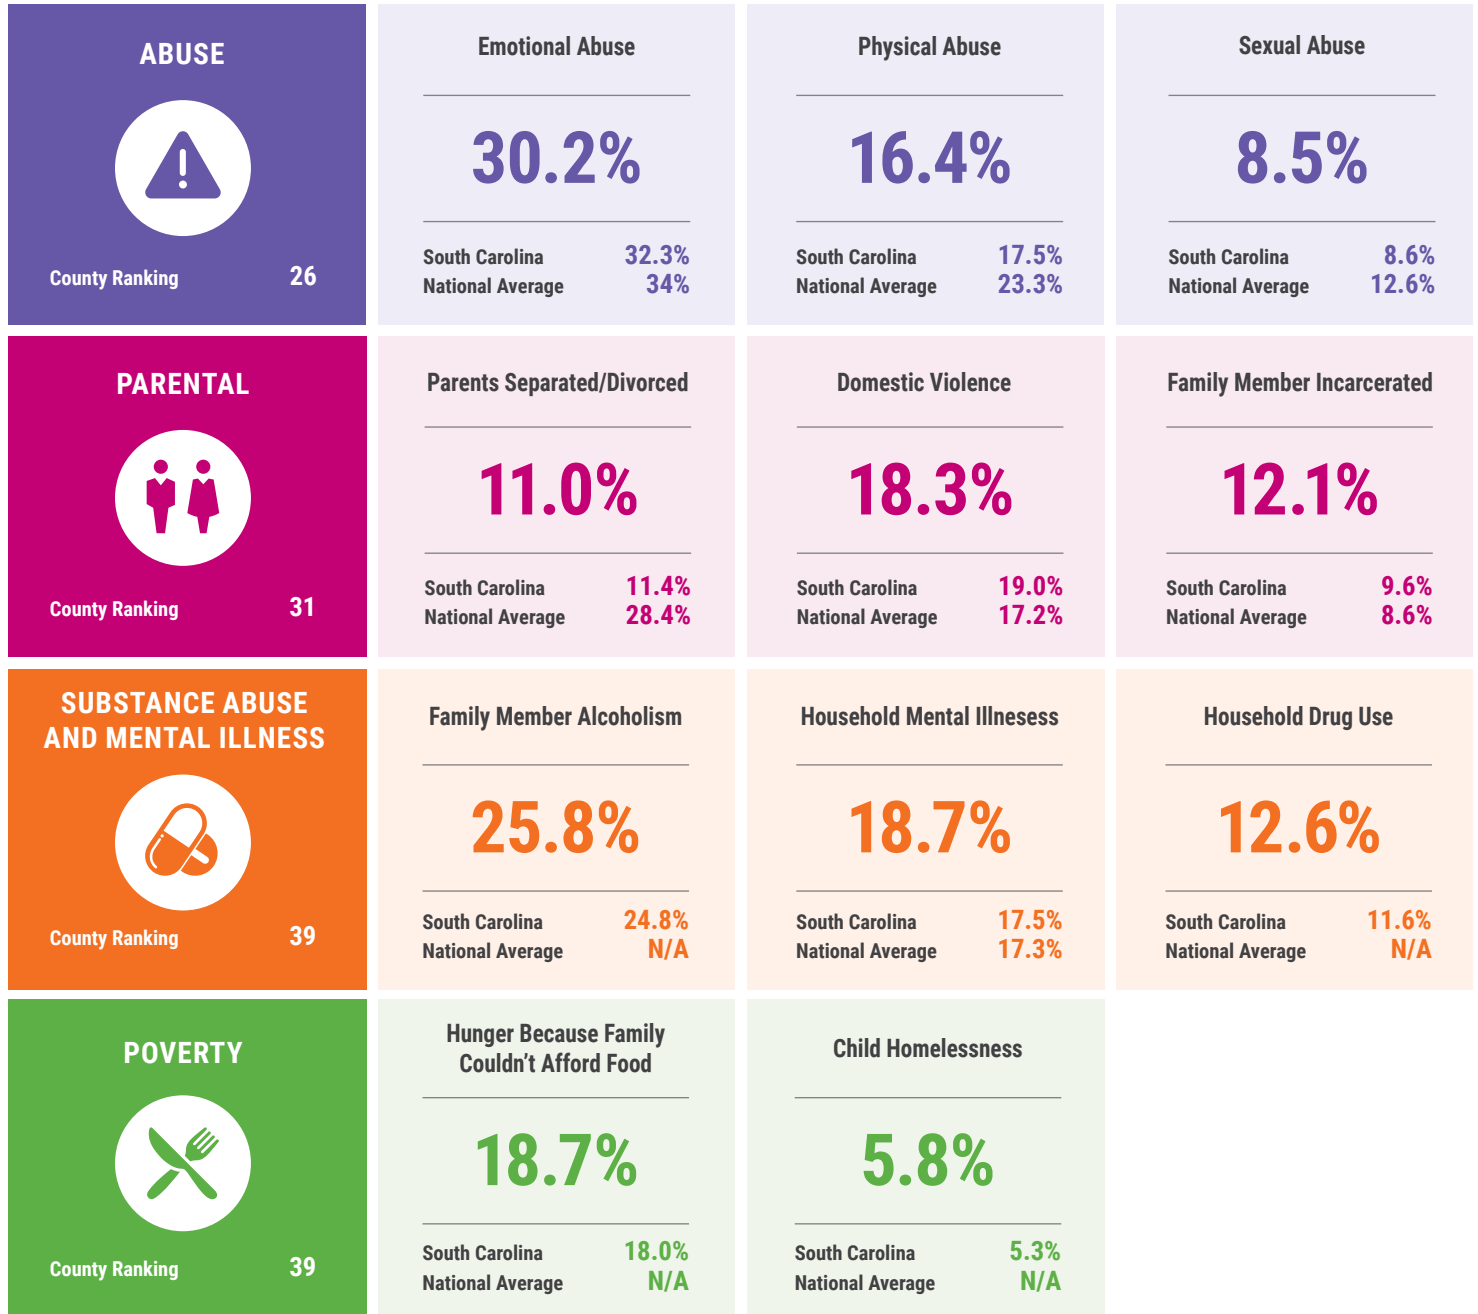 ABUSE
County Ranking 26
Emotional Abuse
30.2%
South Carolina 32.3%
National Average 34%
Physical Abuse
16.4%
South Carolina 17.5%
National Average 23.3%
Sexual Abuse
8.5%
South Carolina 8.6%
National Average 12.6%
PARENTAL
County Ranking 31
Parents Separated/Divorced
11.0%
South Carolina 11.4%
National Average 28.4%
Domestic Violence
18.3%
South Carolina 19.0%
National Average 17.2%
Family Member Incarcerated
12.1%
South Carolina 9.6%
National Average 8.6%
SUBSTANCE ABUSE
AND MENTAL ILLNESS
County Ranking 39
Family Member Alcoholism
25.8%
South Carolina 24.8%
National Average N/A
Household Mental Illnesess
18.7%
South Carolina 17.5%
National Average 17.3%
Household Drug Use
12.6%
South Carolina 11.6%
National Average N/A
POVERTY
County Ranking 39
Hunger Because Family
Couldn't Afford Food
18.7%
South Carolina 18.0%
National Average N/A
Child Homelessness
5.8%
South Carolina 5.3%
National Average N/A